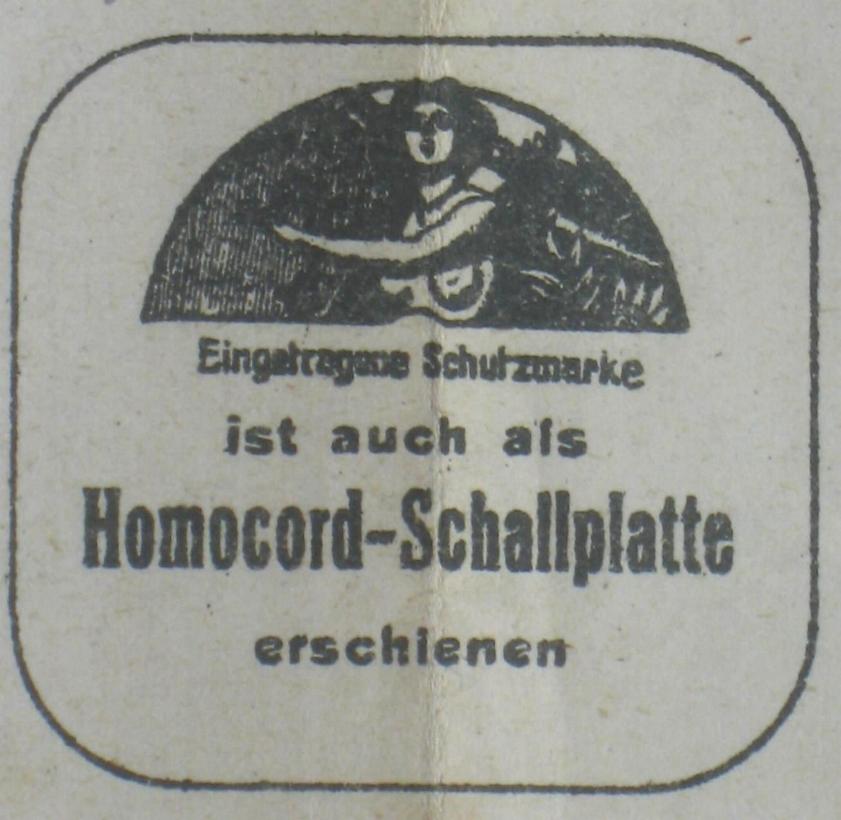 Eingetragene Schutzmarke
ist auch als
Homocord-Schallplatte
erschienen